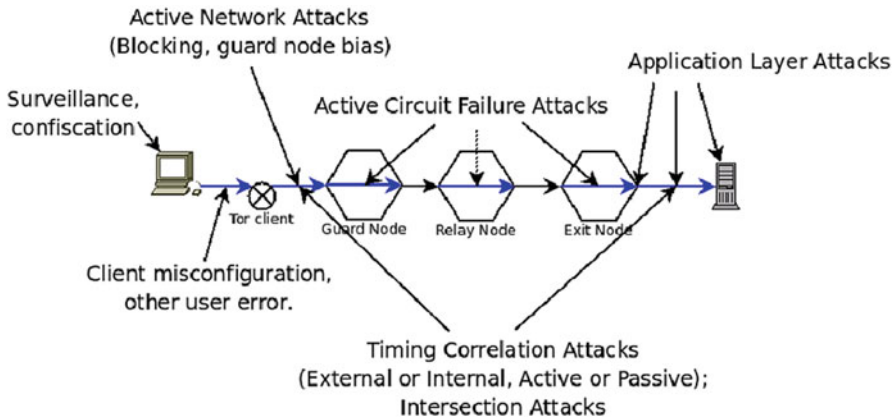 Active Network Attacks
(Blocking, guard node bias)
Application Layer Attacks
Surveillance,
confiscation
Active Circuit Failure Attacks
Tor client
Guard Node
Relay Node
Exit Node
Client misconfiguration,
other user error.
Timing Correlation Attacks
(External or Internal, Active or Passive);
Intersection Attacks